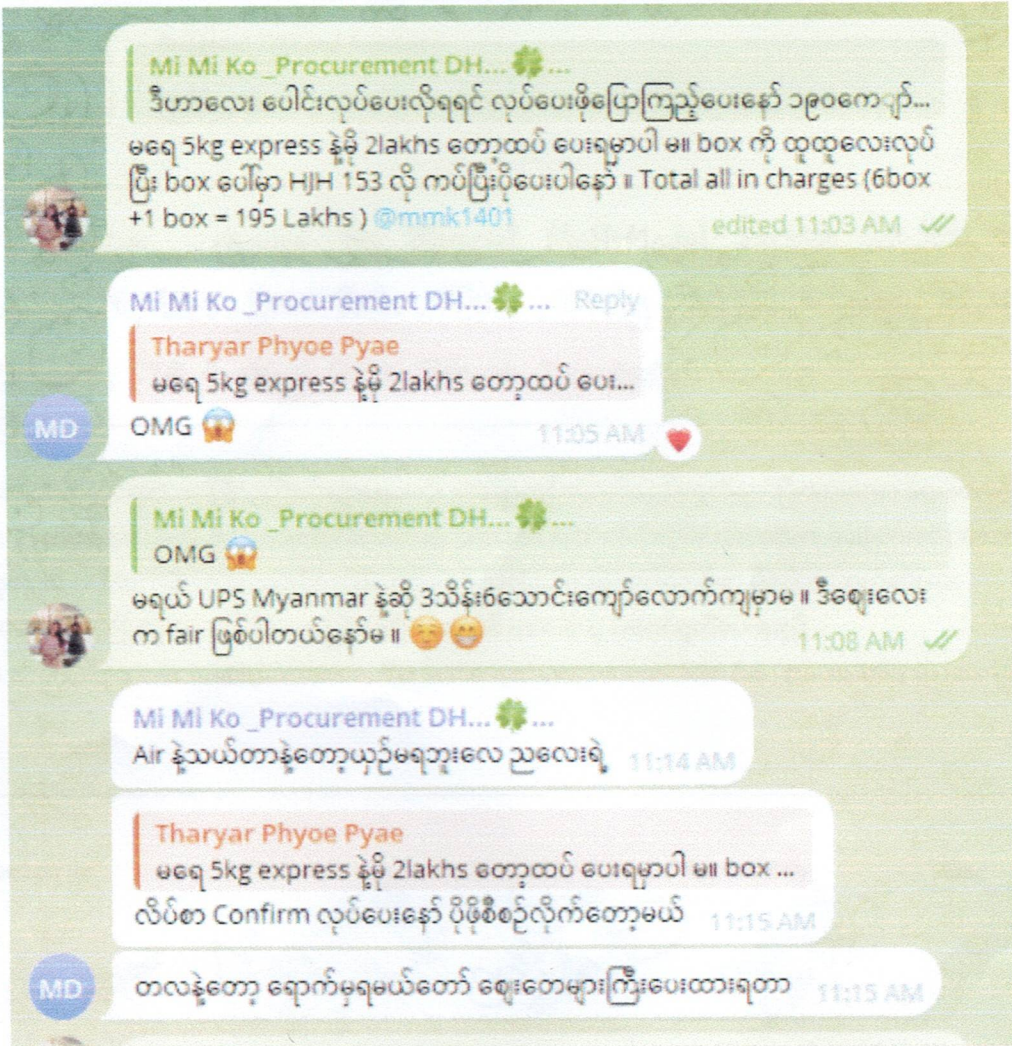 Mi Mi Ko _Procurement DH...🍀...
ဒီဟာလေး ပေါင်းလုပ်ပေးလို့ရရင် လုပ်ပေးဖို့ပြောကြည့်ပေးနော် ၁၉၀ကျော်...
မရေ 5kg express နဲ့မို့ 2lakhs တော့ထပ် ပေးရမှာပါ မ။ box ကို ထူထူလေးလုပ်
ပြီး box ပေါ်မှာ HJH 153 လို့ ကပ်ပြီးပို့ပေးပါနော် ။ Total all in charges (6box
+1 box = 195 Lakhs ) @mmk1401
edited 11:03 AM
Mi Mi Ko _Procurement DH...🍀... Reply
Tharyar Phyoe Pyae
မရေ 5kg express နဲ့မို့ 2lakhs တော့ထပ် ပေး...
MD
OMG 😱
11:05 AM ❤️
Mi Mi Ko _Procurement DH...🍀...
OMG 😱
မရယ် UPS Myanmar နဲ့ဆို 3သိန်း6သောင်းကျော်လောက်ကျမှာမ ။ ဒီစျေးလေး
က fair ဖြစ်ပါတယ်နော်မ ။ ☺️😁
11:08 AM
Mi Mi Ko _Procurement DH...🍀...
Air နဲ့သယ်တာနဲ့တော့ယှဉ်မရဘူးလေ ညလေးရဲ့ 11:14 AM
Tharyar Phyoe Pyae
မရေ 5kg express နဲ့မို့ 2lakhs တော့ထပ် ပေးရမှာပါ မ။ box ...
လိပ်စာ Confirm လုပ်ပေးနော် ပို့ဖို့စီစဉ်လိုက်တော့မယ် 11:15 AM
MD
တလနဲ့တော့ ရောက်မှရမယ်တော် စျေးတေများကြီးပေးထားရတာ 11:15 AM